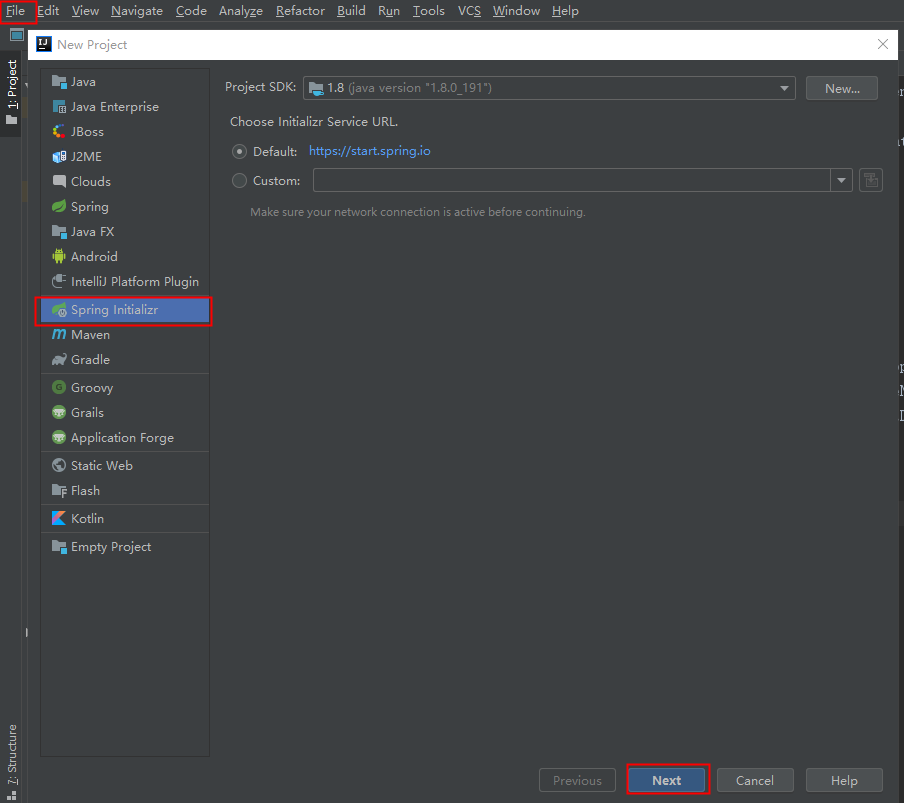 File Edit View Navigate Code Analyze Refactor Build Run Tools VCS Window Help
New Project
1: Project
Java
Java Enterprise
JBoss
J2ME
Clouds
Spring
Java FX
Android
IntelliJ Platform Plugin
Spring Initializr
Maven
Gradle
Groovy
Grails
Application Forge
Static Web
Flash
Kotlin
Empty Project
Project SDK: 1.8 (java version "1.8.0_191") New...
Choose Initializr Service URL.
Default: https://start.spring.io
Custom:
Make sure your network connection is active before continuing.
7: Structure
Previous Next Cancel Help